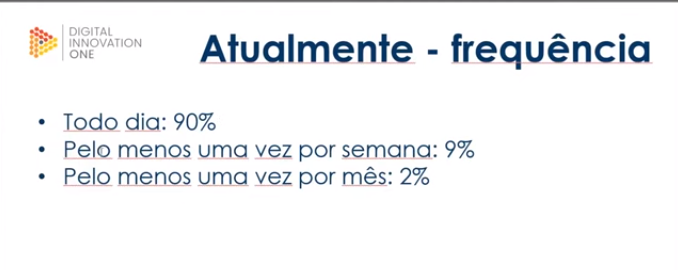 DIGITAL
INNOVATION
ONE
Atualmente - frequência
• Todo dia: 90%
• Pelo menos uma vez por semana: 9%
• Pelo menos uma vez por mês: 2%